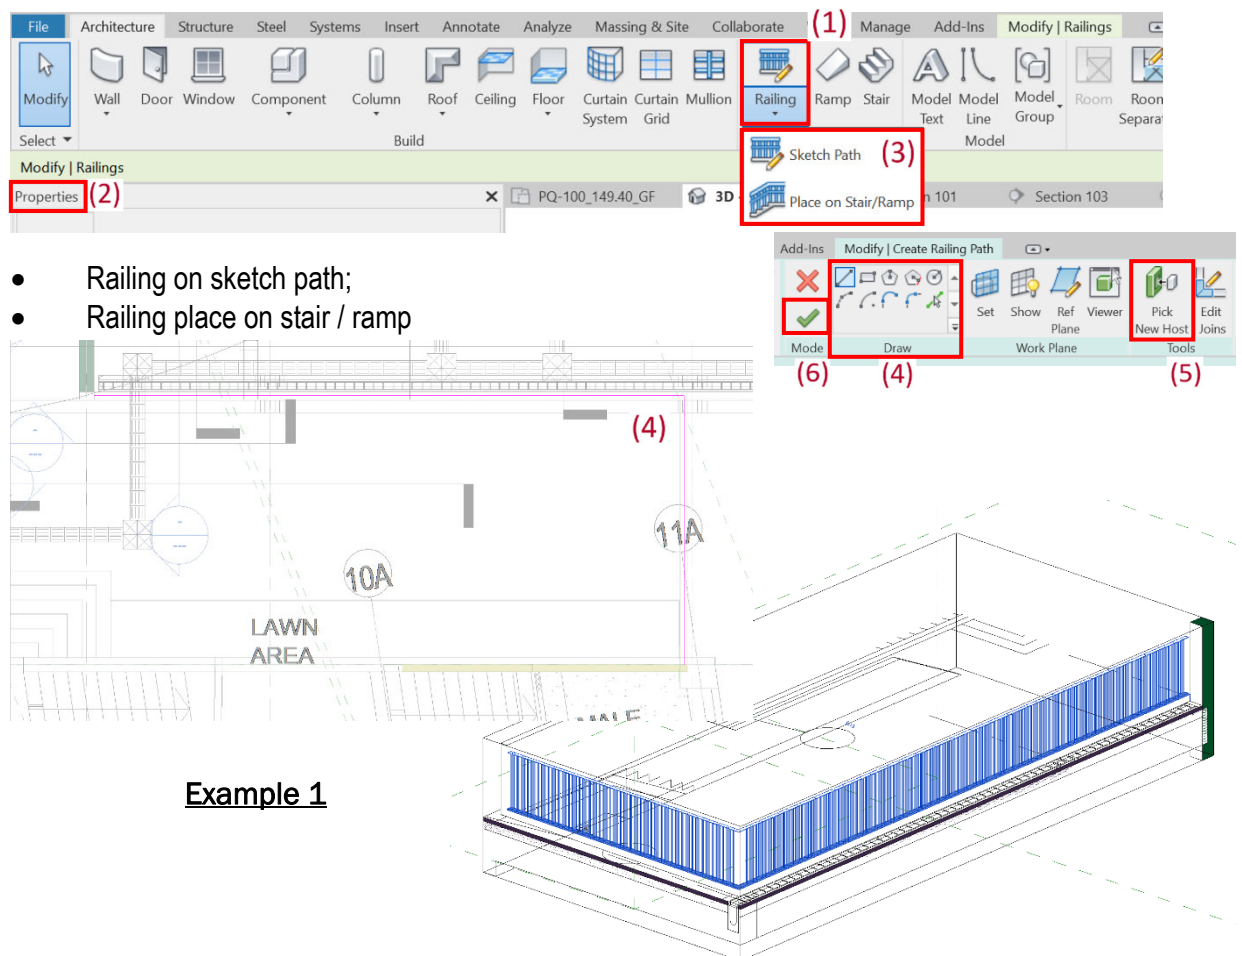 File Architecture Structure Steel Systems Insert Annotate Analyze Massing & Site Collaborate (1) Manage Add-Ins Modify | Railings
Modify Wall Door Window Component Column Roof Ceiling Floor Curtain System Curtain Grid Mullion Railing Ramp Stair Model Text Model Line Model Group Room Room
Select Build Model
Sketch Path (3)
Place on Stair/Ramp
Modify | Railings
Properties (2)
PQ-100_149.40_GF 3D 101 Section 103
Add-Ins Modify | Create Railing Path
Set Show Ref Plane Viewer Pick New Host Edit Joins
Mode Draw Work Plane Tools
(6) (4) (5)
• Railing on sketch path;
• Railing place on stair / ramp
(4)
11A
10A
LAWN
AREA
MALE
Example 1